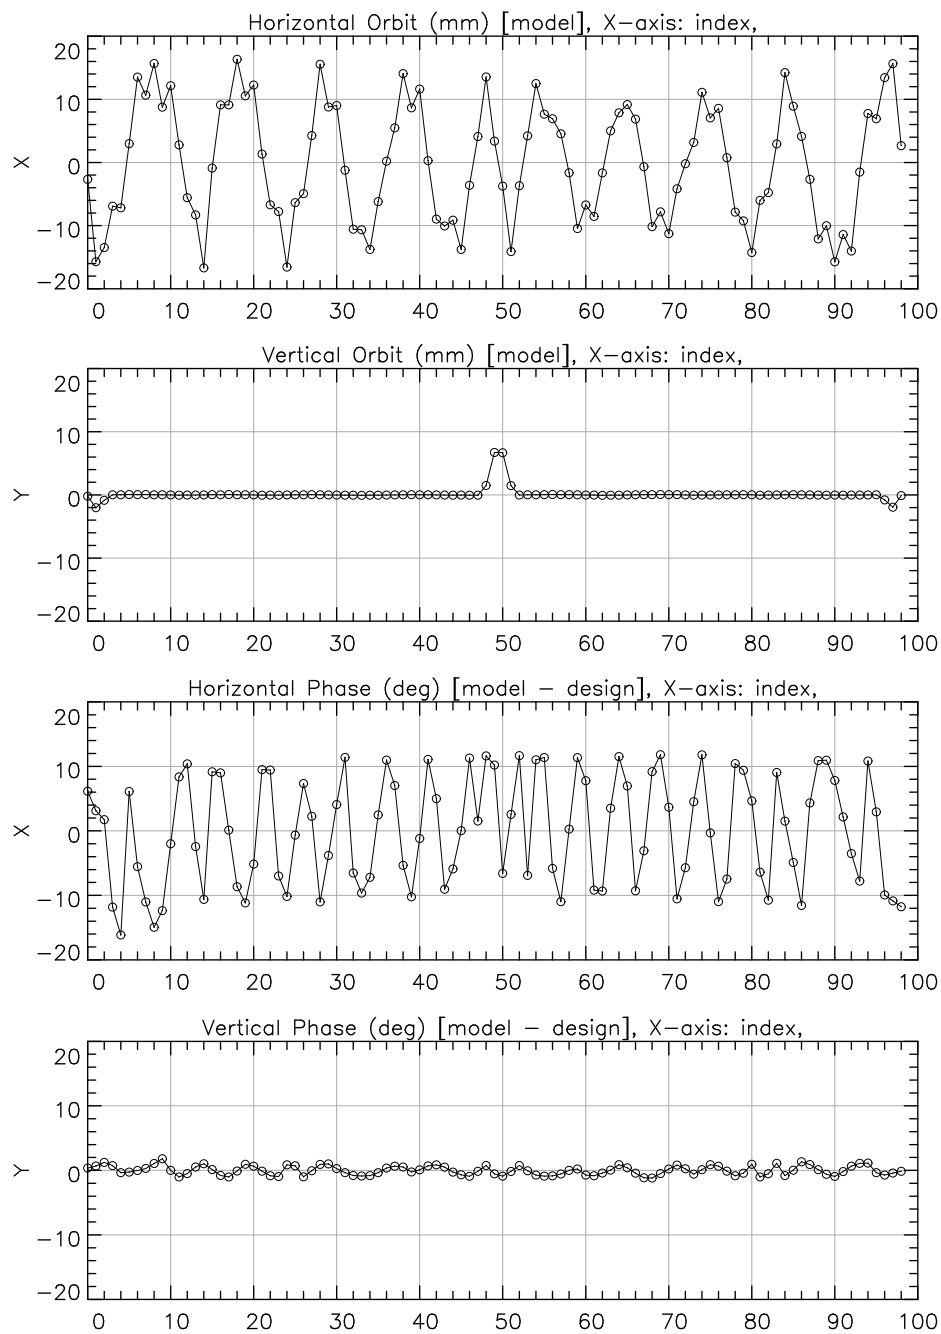 Horizontal Orbit (mm) [model], X-axis: index,
20
10
0
-10
-20
X
0 10 20 30 40 50 60 70 80 90 100
Vertical Orbit (mm) [model], X-axis: index,
20
10
0
-10
-20
Y
0 10 20 30 40 50 60 70 80 90 100
Horizontal Phase (deg) [model - design], X-axis: index,
20
10
0
-10
-20
X
0 10 20 30 40 50 60 70 80 90 100
Vertical Phase (deg) [model - design], X-axis: index,
20
10
0
-10
-20
Y
0 10 20 30 40 50 60 70 80 90 100